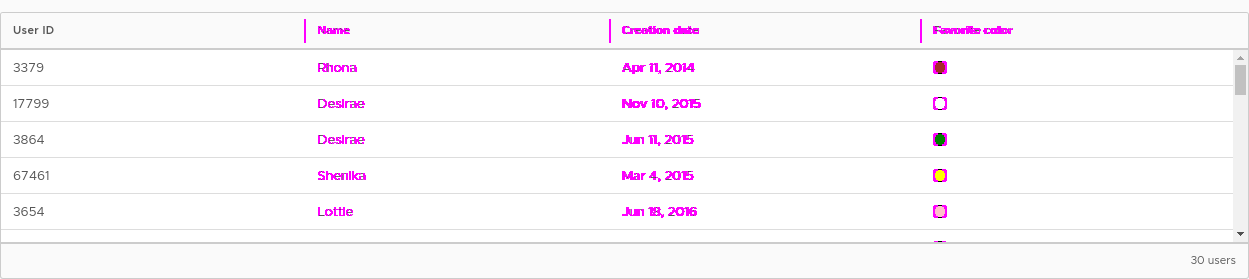 User ID Name Creation date Favorite color
3379 Rhona Apr 11, 2014
17799 Desirae Nov 10, 2015
3864 Desirae Jun 11, 2015
67461 Shenika Mar 4, 2015
3654 Lottie Jun 18, 2016
30 users